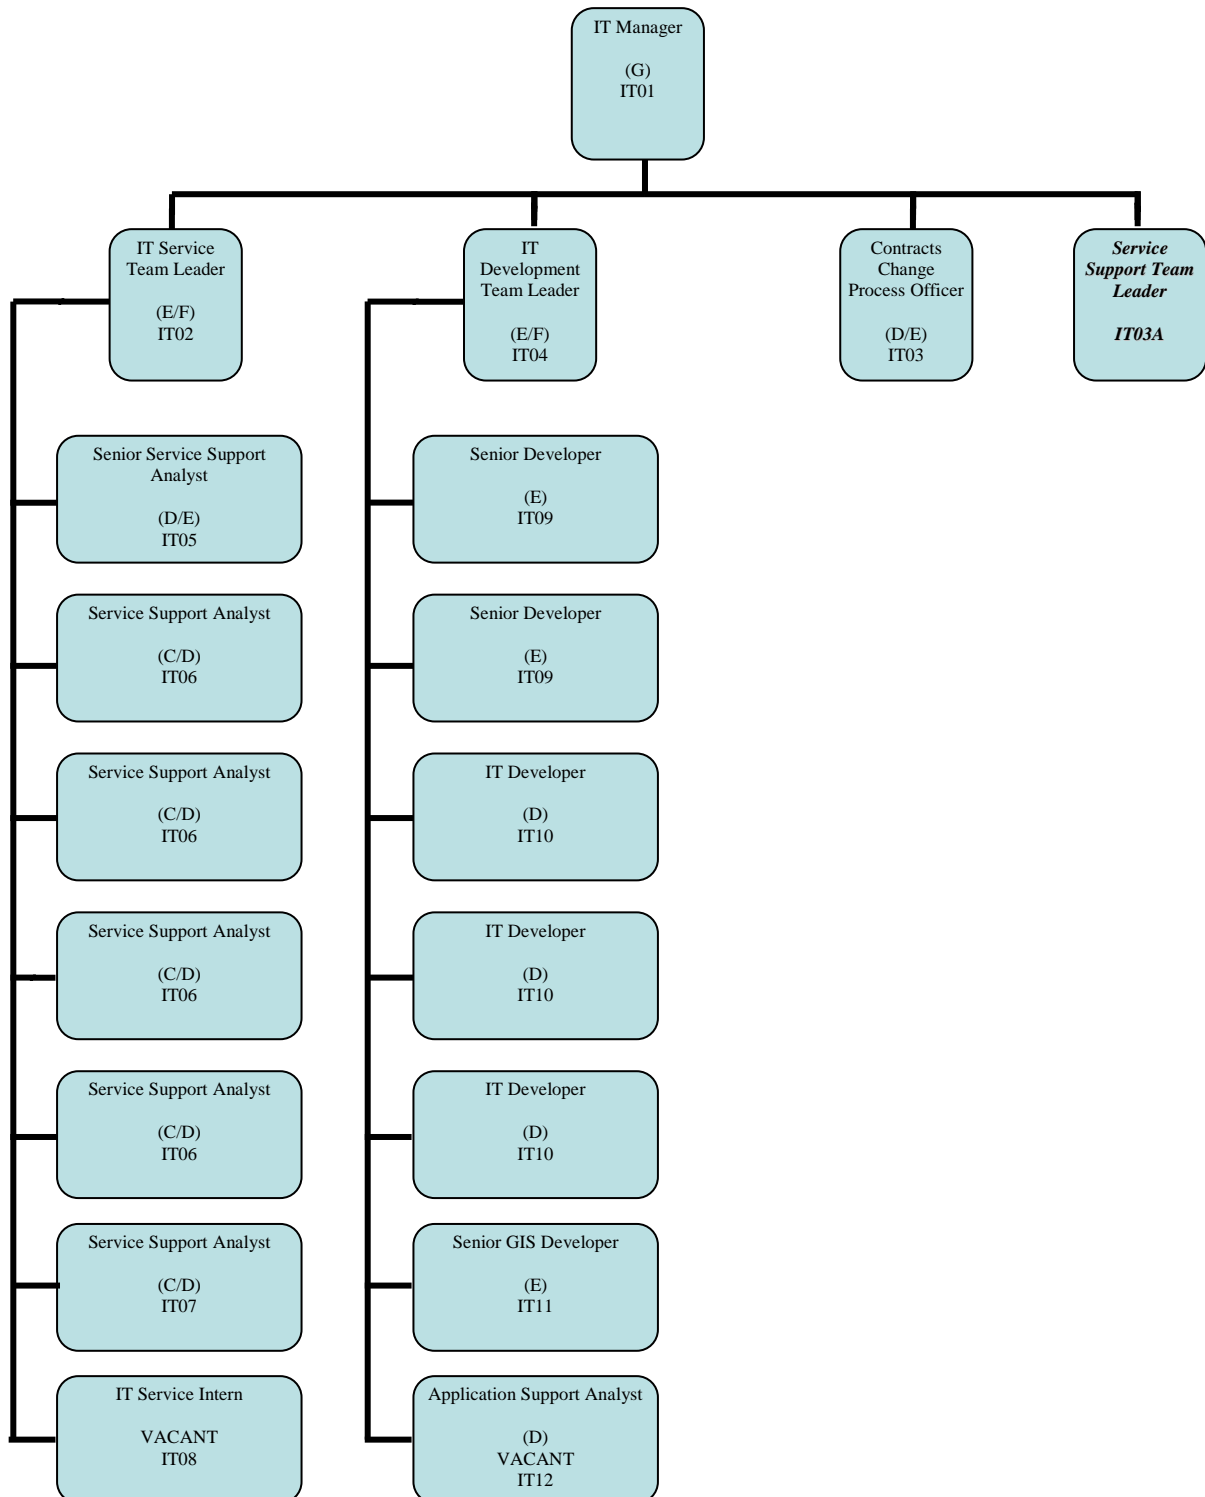 IT Manager
(G)
IT01
IT Service
Team Leader
(E/F)
IT02
IT
Development
Team Leader
(E/F)
IT04
Contracts
Change
Process Officer
(D/E)
IT03
Service
Support Team
Leader
IT03A
Senior Service Support
Analyst
(D/E)
IT05
Service Support Analyst
(C/D)
IT06
Service Support Analyst
(C/D)
IT06
Service Support Analyst
(C/D)
IT06
Service Support Analyst
(C/D)
IT06
Service Support Analyst
(C/D)
IT07
IT Service Intern
VACANT
IT08
Senior Developer
(E)
IT09
Senior Developer
(E)
IT09
IT Developer
(D)
IT10
IT Developer
(D)
IT10
IT Developer
(D)
IT10
Senior GIS Developer
(E)
IT11
Application Support Analyst
(D)
VACANT
IT12